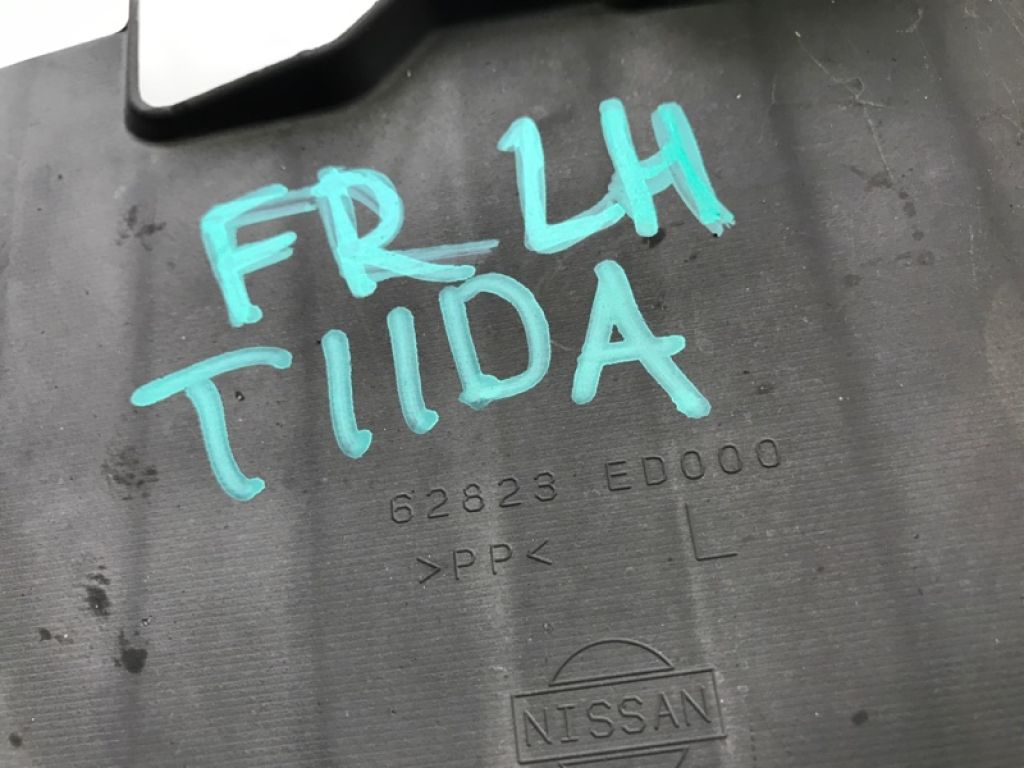 FR LH
TIIDA
62823 ED000
>PP< L
NISSAN